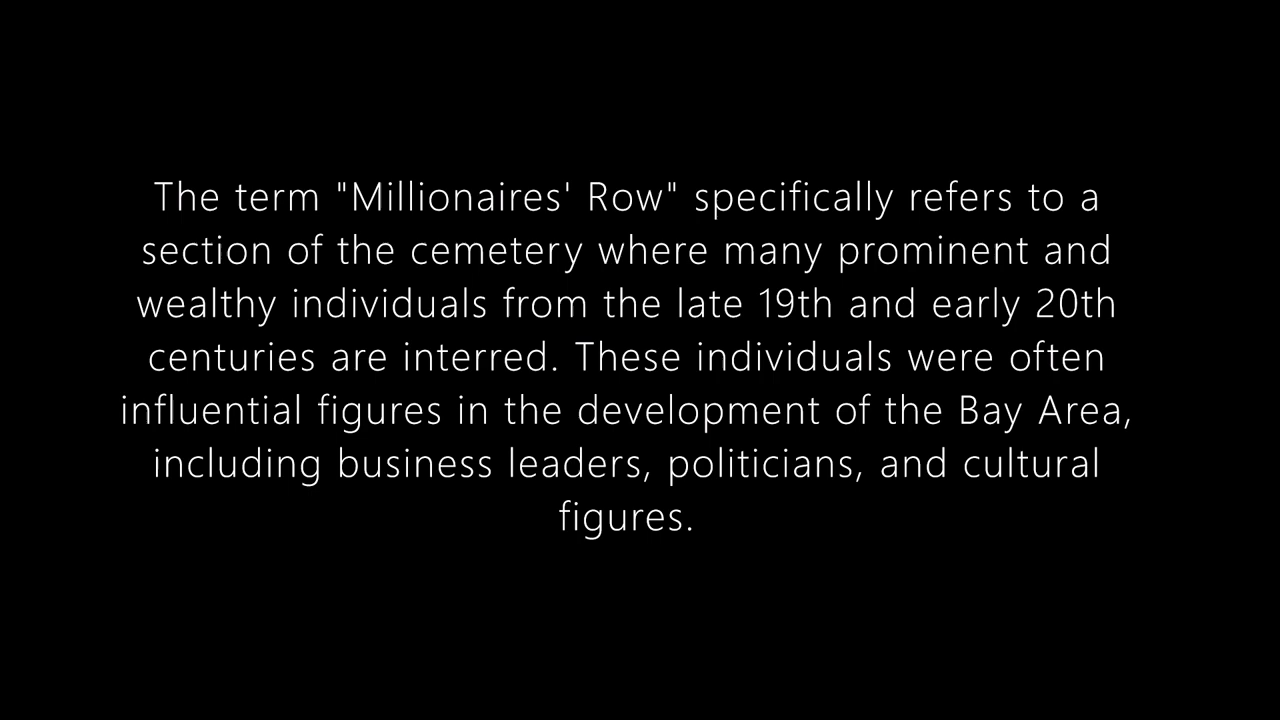 The term "Millionaires' Row" specifically refers to a
section of the cemetery where many prominent and
wealthy individuals from the late 19th and early 20th
centuries are interred. These individuals were often
influential figures in the development of the Bay Area,
including business leaders, politicians, and cultural
figures.